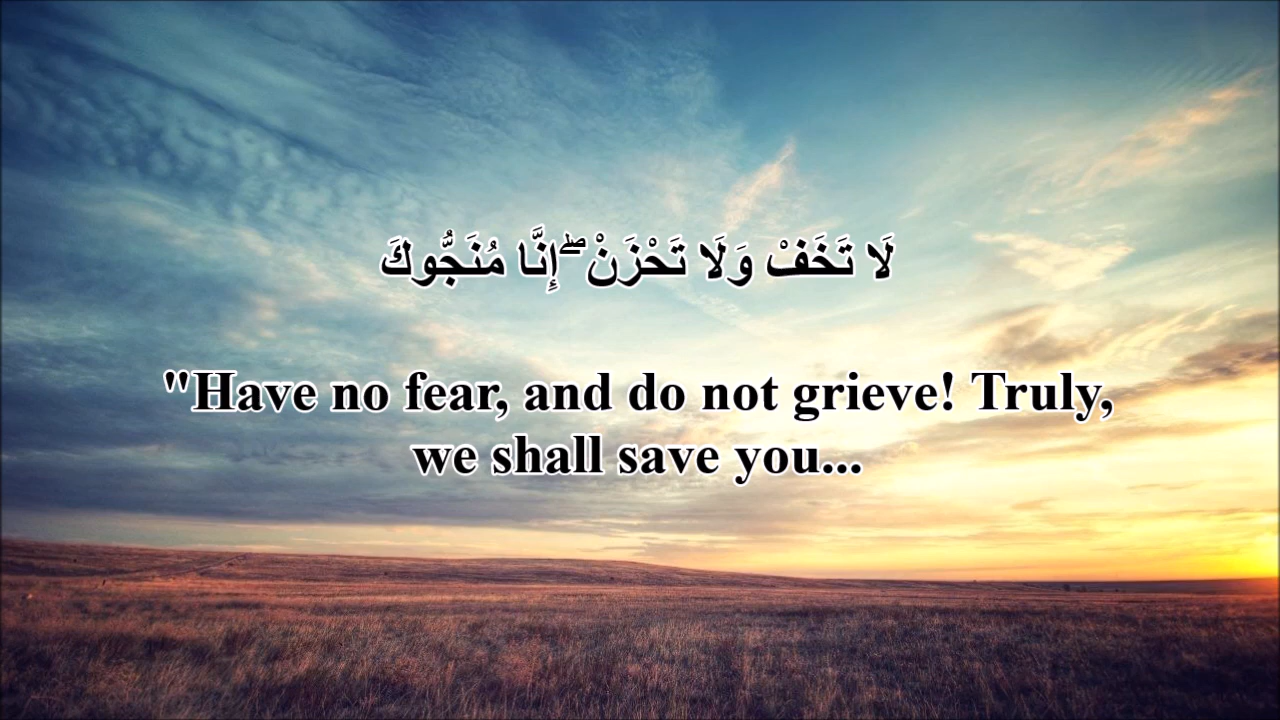 لَا تَخَفْ وَلَا تَحْزَنْ ۖإِنَّا مُنَجُّوكَ
"Have no fear, and do not grieve! Truly,
we shall save you...